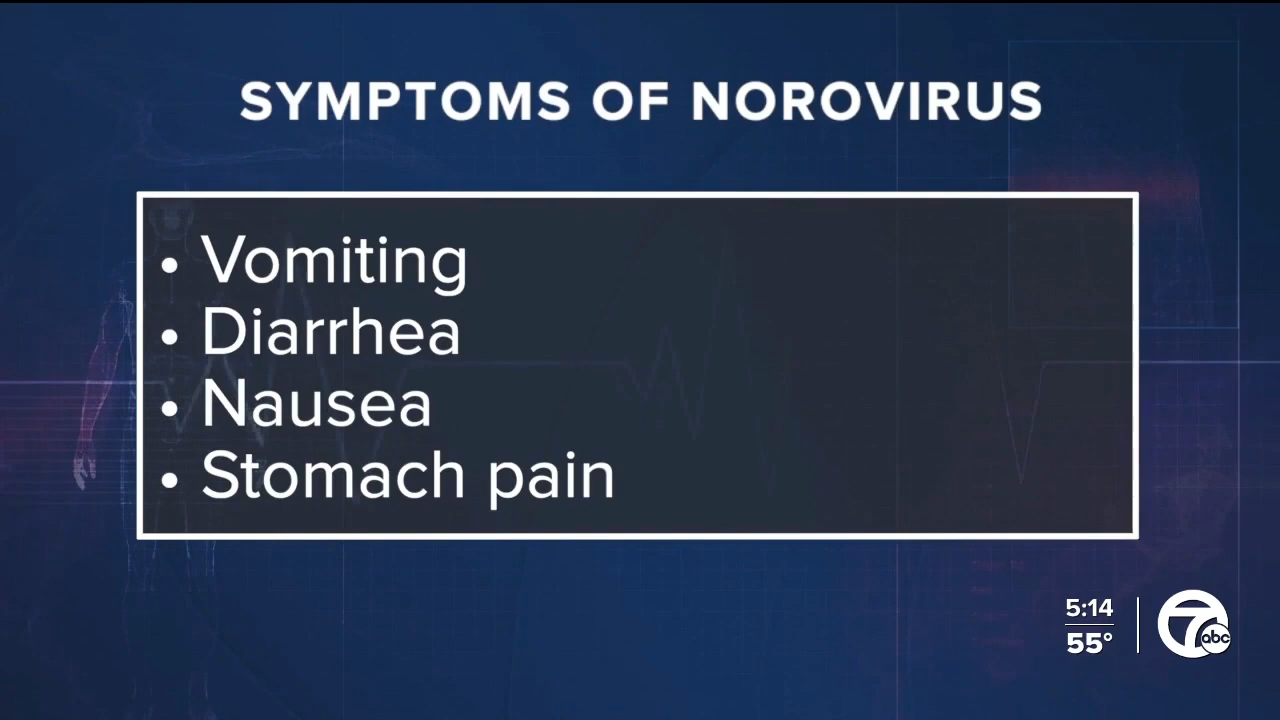 SYMPTOMS OF NOROVIRUS
• Vomiting
• Diarrhea
• Nausea
• Stomach pain
5:14
55°
7 abc